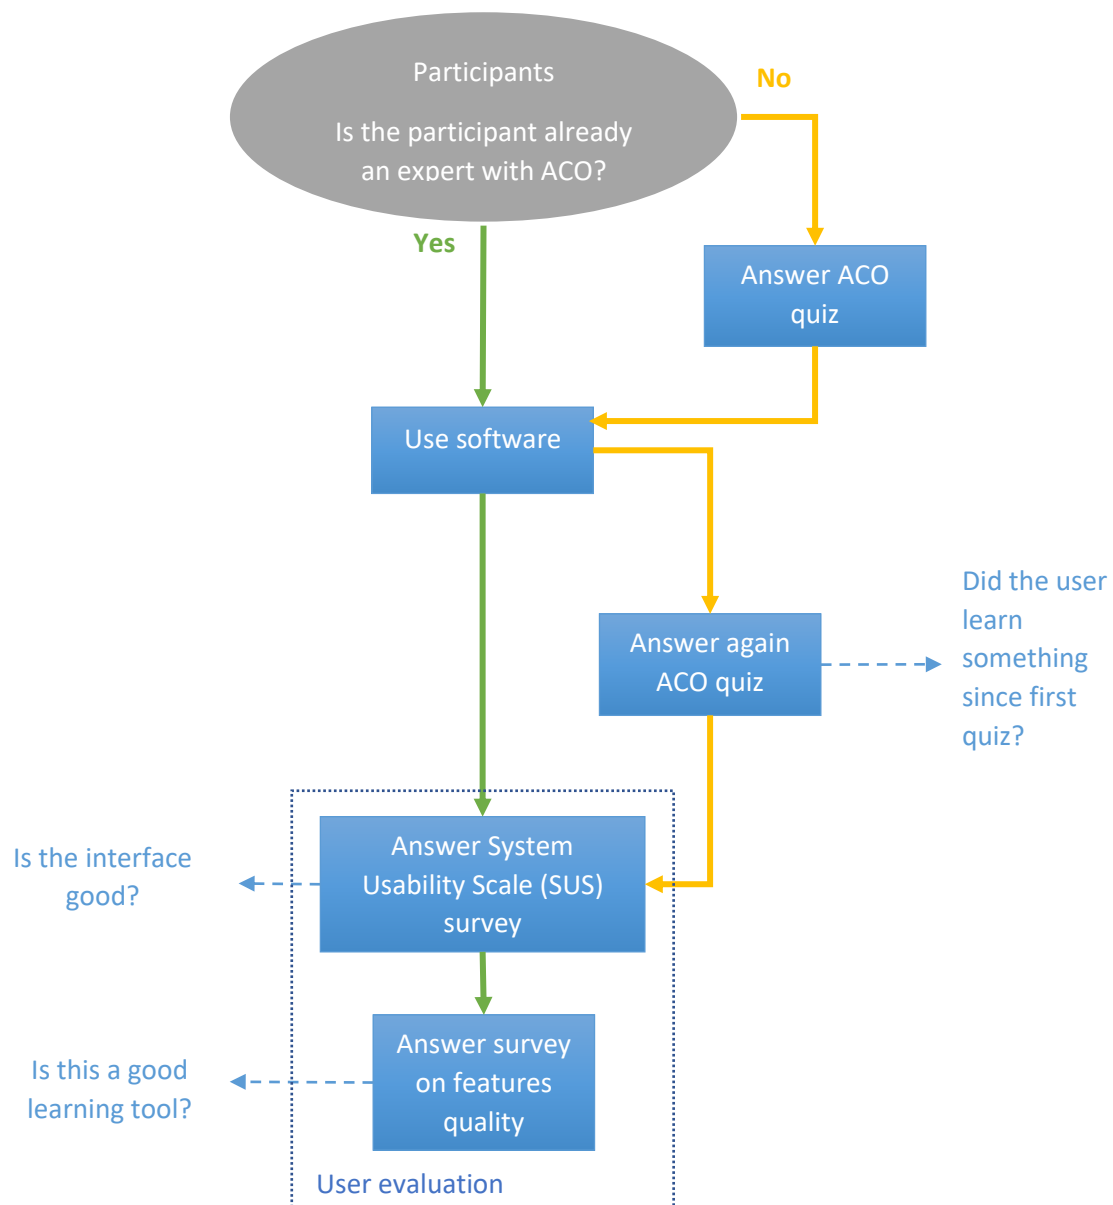 Participants
Is the participant already
an expert with ACO?
No
Yes
Answer ACO
quiz
Use software
Answer again
ACO quiz
Did the user
learn
something
since first
quiz?
Answer System
Usability Scale (SUS)
survey
Is the interface
good?
Answer survey
on features
quality
Is this a good
learning tool?
User evaluation